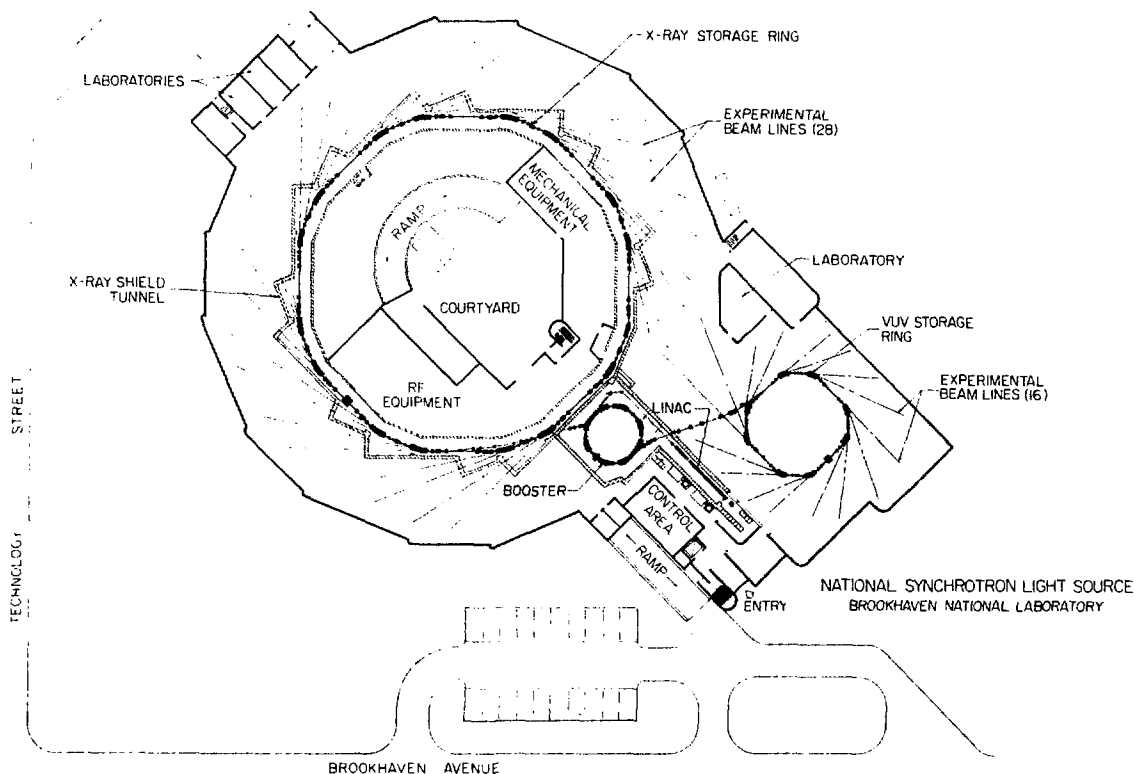 X-RAY STORAGE RING
LABORATORIES
EXPERIMENTAL
BEAM LINES (28)
MECHANICAL
EQUIPMENT
RAMP
LABORATORY
X-RAY SHIELD
TUNNEL
COURTYARD
VUV STORAGE
RING
RF
EQUIPMENT
EXPERIMENTAL
BEAM LINES (16)
LINAC
BOOSTER
CONTROL
AREA
RAMP
ENTRY
NATIONAL SYNCHROTRON LIGHT SOURCE
BROOKHAVEN NATIONAL LABORATORY
TECHNOLOGY STREET
BROOKHAVEN AVENUE